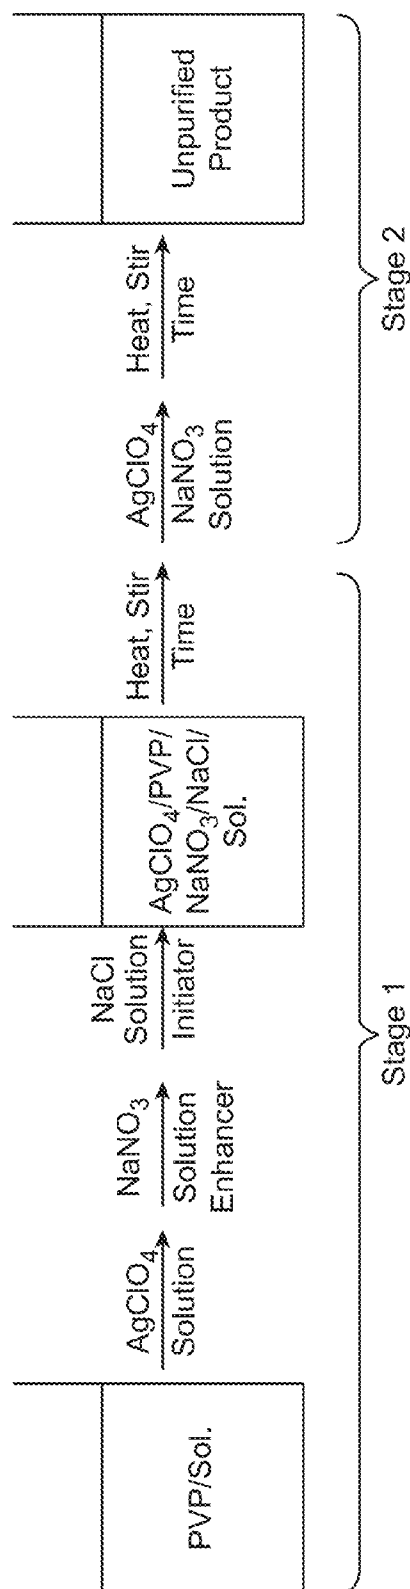 PVP/Sol.
AgClO4
Solution
NaNO3
Solution
Enhancer
NaCl
Solution
Initiator
AgClO4/PVP/
NaNO3/NaCl/
Sol.
Heat, Stir
Time
AgClO4
NaNO3
Solution
Heat, Stir
Time
Unpurified
Product
Stage 1
Stage 2